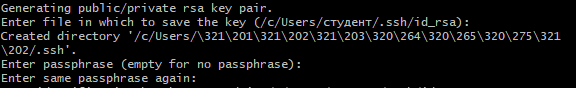 Generating public/private rsa key pair.
Enter file in which to save the key (/c/Users/студент/.ssh/id_rsa):
Created directory '/c/Users/\321\201\321\202\321\203\320\264\320\265\320\275\321
\202/.ssh'.
Enter passphrase (empty for no passphrase):
Enter same passphrase again: